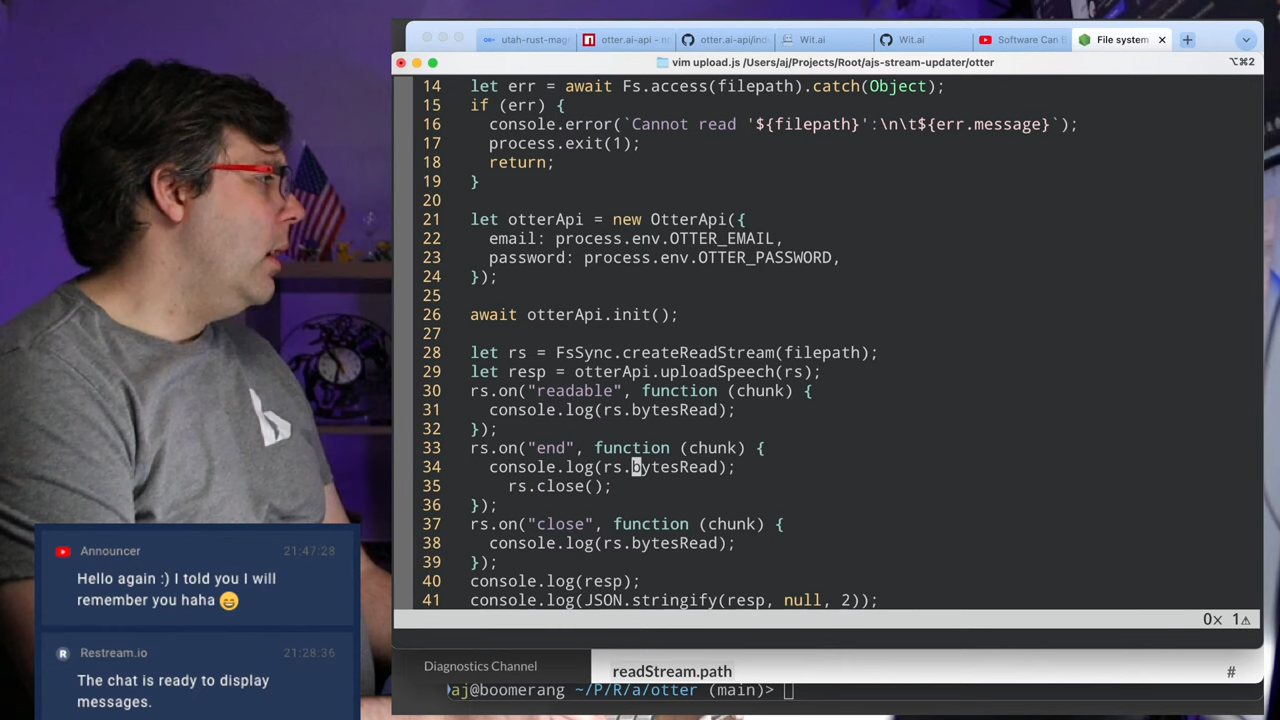 utah-rust-mag
otter.ai-api - n
otter.ai-api/ind
Wit.ai
Wit.ai
Software Can B
File system
vim upload.js /Users/aj/Projects/Root/ajs-stream-updater/otter
⌥⌘2
14 let err = await Fs.access(filepath).catch(Object);
15 if (err) {
16 console.error(`Cannot read '${filepath}':\n\t${err.message}`);
17 process.exit(1);
18 return;
19 }
20
21 let otterApi = new OtterApi({
22 email: process.env.OTTER_EMAIL,
23 password: process.env.OTTER_PASSWORD,
24 });
25
26 await otterApi.init();
27
28 let rs = FsSync.createReadStream(filepath);
29 let resp = otterApi.uploadSpeech(rs);
30 rs.on("readable", function (chunk) {
31 console.log(rs.bytesRead);
32 });
33 rs.on("end", function (chunk) {
34 console.log(rs.bytesRead);
35 rs.close();
36 });
37 rs.on("close", function (chunk) {
38 console.log(rs.bytesRead);
39 });
40 console.log(resp);
41 console.log(JSON.stringify(resp, null, 2));
0× 1⚠
Diagnostics Channel
readStream.path
#
aj@boomerang ~/P/R/a/otter (main)>
Announcer 21:47:28
Hello again :) I told you I will
remember you haha 😄
Restream.io 21:28:36
The chat is ready to display
messages.